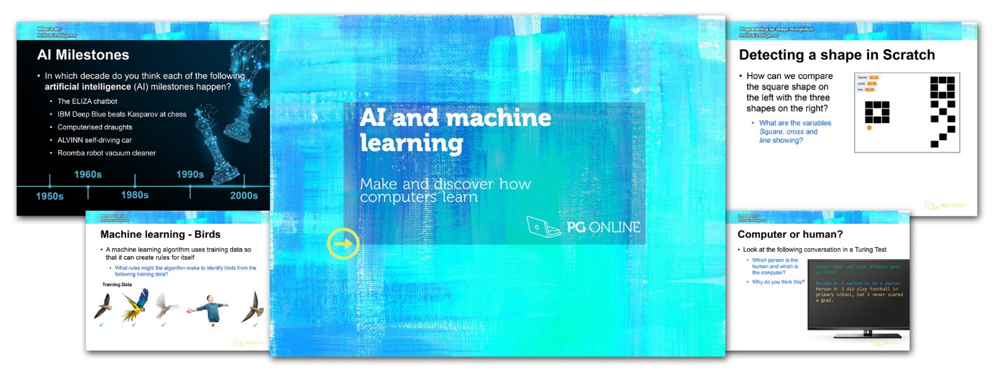 What is AI?
Artificial intelligence
AI Milestones
• In which decade do you think each of the following
artificial intelligence (AI) milestones happen?
• The ELIZA chatbot
• IBM Deep Blue beats Kasparov at chess
• Computerised draughts
• ALVINN self-driving car
• Roomba robot vacuum cleaner
1960s
1990s
1950s
1980s
2000s
Machine learning
Artificial intelligence
Machine learning - Birds
• A machine learning algorithm uses training data so
that it can create rules for itself
• What rules might the algorithm make to identify birds from the
following training data?
Training Data
PG ONLINE
AI and machine
learning
Make and discover how
computers learn
PG ONLINE
Programming for image recognition
Artificial intelligence
Detecting a shape in Scratch
• How can we compare
the square shape on
the left with the three
shapes on the right?
• What are the variables
Square, cross and
line showing?
Square
cross
line
PG ONLINE
Intelligence?
Artificial intelligence
Computer or human?
• Look at the following conversation in a Turing Test
• Which person is the
human and which is
the computer?
• Why do you think this?
Human: What was your primary goal
in life?
Person A: I wanted to be a doctor
Person B: I did play football in
primary school, but I never scored
a goal.
PG ONLINE